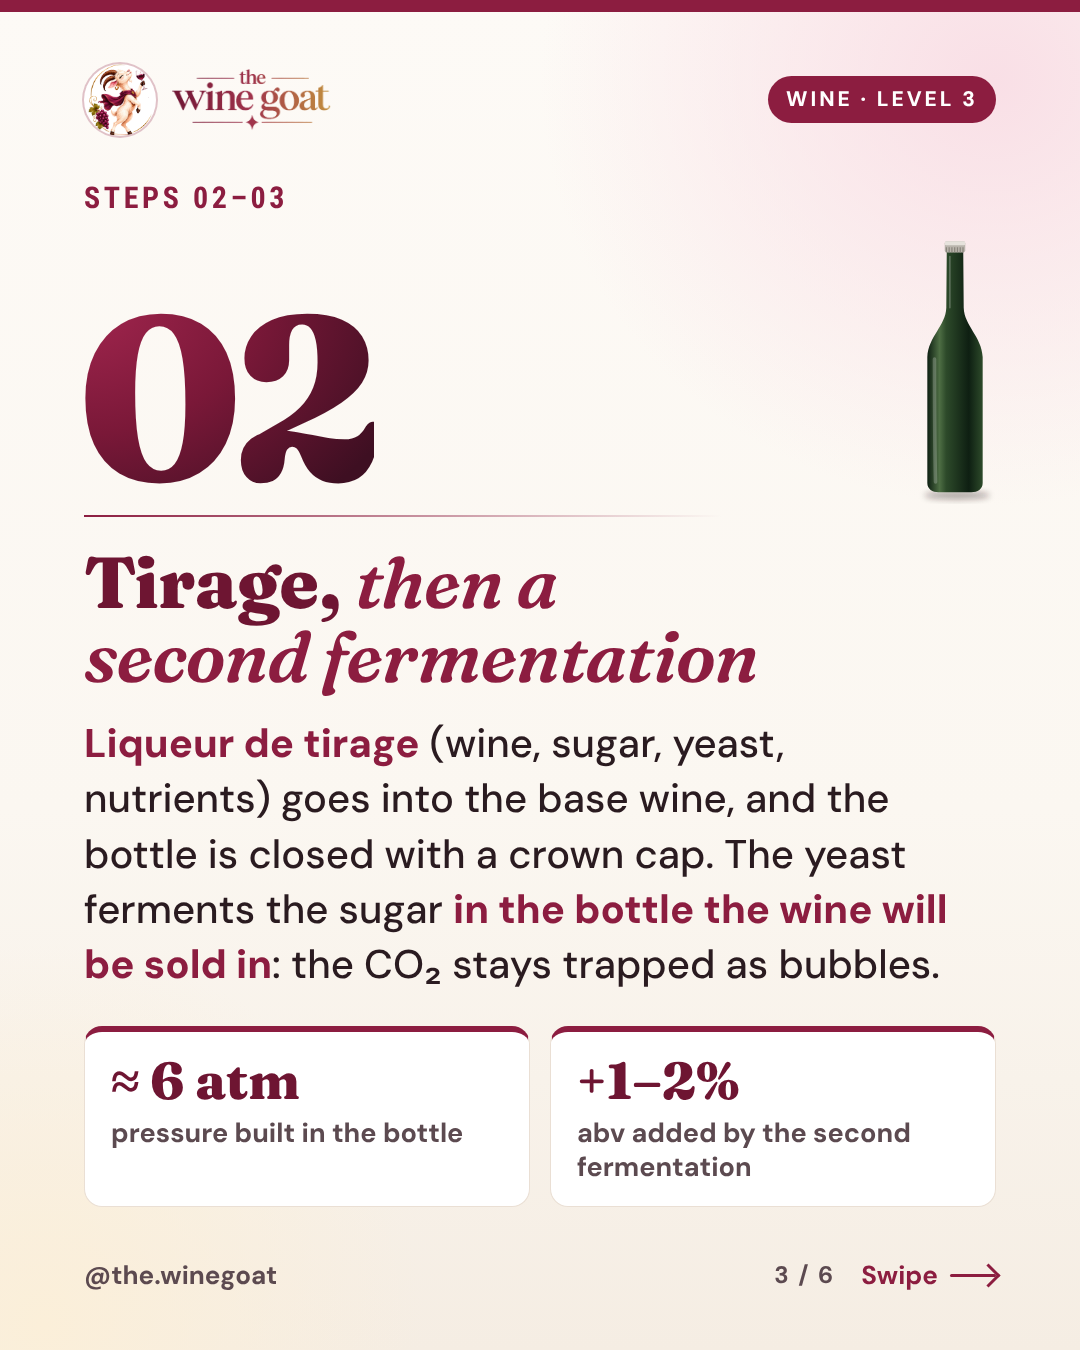 the
wine goat
WINE · LEVEL 3
STEPS 02–03
02
Tirage, then a
second fermentation
Liqueur de tirage (wine, sugar, yeast,
nutrients) goes into the base wine, and the
bottle is closed with a crown cap. The yeast
ferments the sugar in the bottle the wine will
be sold in: the CO₂ stays trapped as bubbles.
≈ 6 atm
pressure built in the bottle
+1–2%
abv added by the second
fermentation
@the.winegoat
3 / 6
Swipe